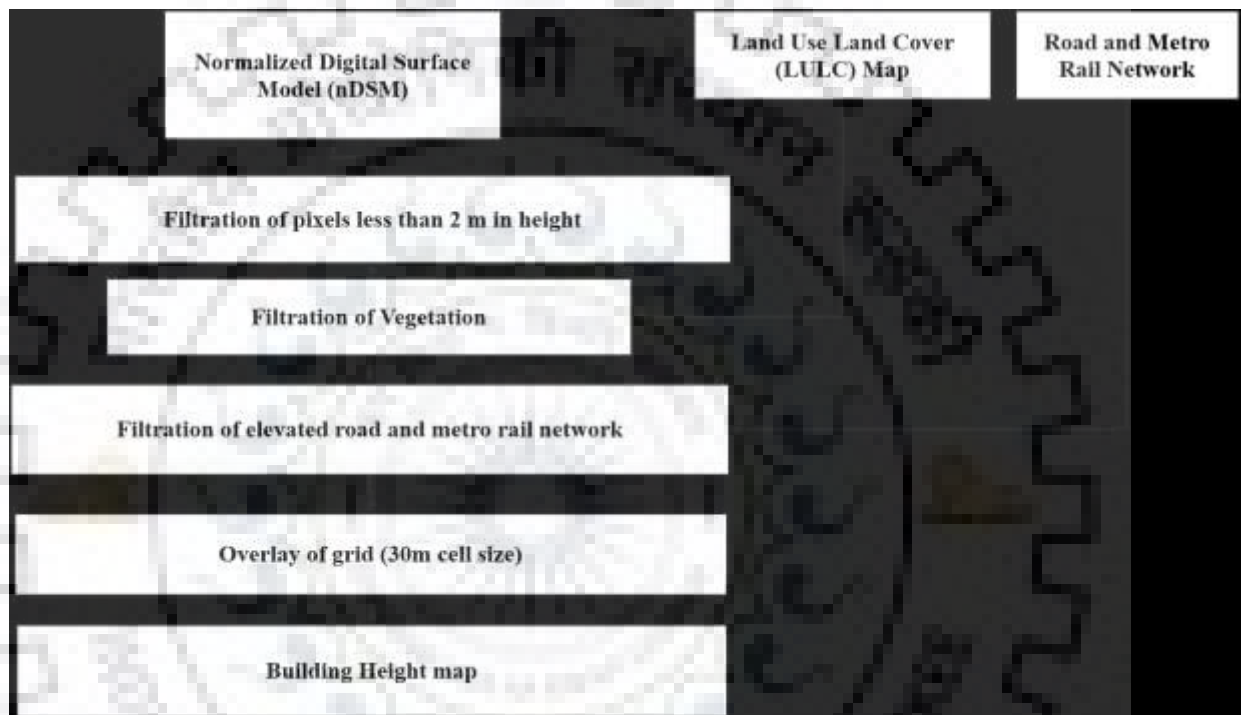 Normalized Digital Surface
Model (nDSM)
Land Use Land Cover
(LULC) Map
Road and Metro
Rail Network
Filtration of pixels less than 2 m in height
Filtration of Vegetation
Filtration of elevated road and metro rail network
Overlay of grid (30m cell size)
Building Height map